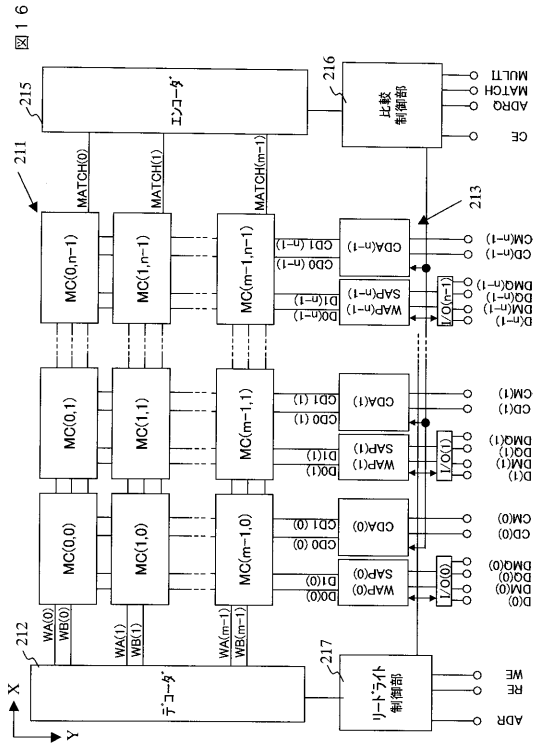 図16
X
Y
211
212
213
215
216
217
デコーダ
エンコーダ
リードライト
制御部
比較
制御部
WA(0)
WB(0)
WA(1)
WB(1)
WA(m-1)
WB(m-1)
MC(0,0)
MC(0,1)
MC(0,n-1)
MATCH(0)
MC(1,0)
MC(1,1)
MC(1,n-1)
MATCH(1)
MC(m-1,0)
MC(m-1,1)
MC(m-1,n-1)
MATCH(m-1)
D0(0)
D1(0)
CD0 (0)
CD1 (0)
D0(1)
D1(1)
CD0 (1)
CD1 (1)
D0(n-1)
D1(n-1)
CD0 (n-1)
CD1 (n-1)
WAP(0)
SAP(0)
CDA(0)
WAP(1)
SAP(1)
CDA(1)
WAP(n-1)
SAP(n-1)
CDA(n-1)
I/O(0)
I/O(1)
I/O(n-1)
ADR
RE
WE
D(0)
DM(0)
DQ(0)
DMQ(0)
CD(0)
CM(0)
D(1)
DM(1)
DQ(1)
DMQ(1)
CD(1)
CM(1)
D(n-1)
DM(n-1)
DQ(n-1)
DMQ(n-1)
CD(n-1)
CM(n-1)
CE
ADRQ
MATCH
MULTI